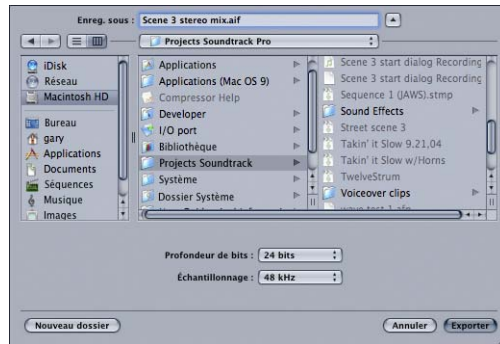 Enreg. sous : Scene 3 stereo mix.aif
Projects Soundtrack Pro
iDisk
Réseau
Macintosh HD
Bureau
gary
Applications
Documents
Séquences
Musique
Images
Applications
Applications (Mac OS 9)
Compressor Help
Developer
I/O port
Bibliothèque
Projects Soundtrack
Système
Dossier Système
Scene 3 start dialog Recording
Scene 3 start dialog Recording
Sequence 1 (JAWS).stmp
Sound Effects
Street scene 3
Takin' it Slow 9.21.04
Takin' it Slow w/Horns
TwelveStrum
Voiceover clips
Profondeur de bits : 24 bits
Échantillonnage : 48 kHz
Nouveau dossier
Annuler
Exporter